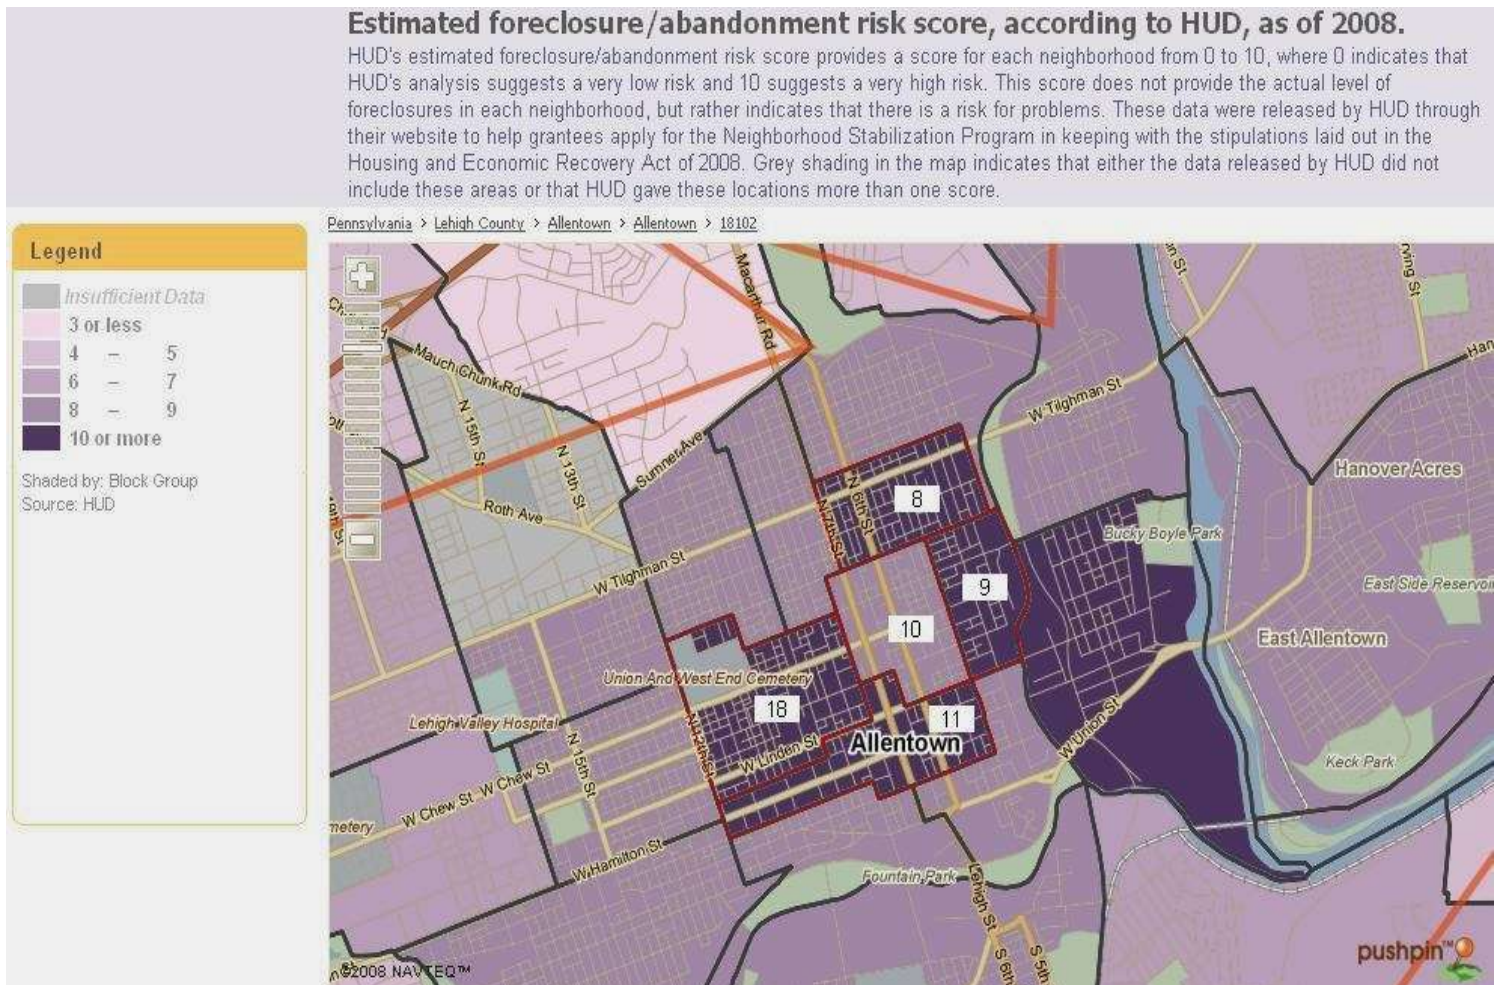 Estimated foreclosure/abandonment risk score, according to HUD, as of 2008.
HUD's estimated foreclosure/abandonment risk score provides a score for each neighborhood from 0 to 10, where 0 indicates that
HUD's analysis suggests a very low risk and 10 suggests a very high risk. This score does not provide the actual level of
foreclosures in each neighborhood, but rather indicates that there is a risk for problems. These data were released by HUD through
their website to help grantees apply for the Neighborhood Stabilization Program in keeping with the stipulations laid out in the
Housing and Economic Recovery Act of 2008. Grey shading in the map indicates that either the data released by HUD did not
include these areas or that HUD gave these locations more than one score.
Pennsylvania > Lehigh County > Allentown > Allentown > 18102
Legend
Insufficient Data
3 or less
4 – 5
6 – 7
8 – 9
10 or more
Shaded by: Block Group
Source: HUD
Macarthur Rd
Mauch Chunk Rd
N 15th St
N 13th St
Sumner Ave
Roth Ave
W Tilghman St
W Tilghman St
N 6th St
N 7th St
8
9
10
11
18
Hanover Acres
Bucky Boyle Park
East Side Reservoir
East Allentown
Union And West End Cemetery
Lehigh Valley Hospital
N 12th St
W Linden St
Allentown
W Union St
Keck Park
N 15th St
W Chew St
W Chew St
W Hamilton St
Fountain Park
Lehigh St
S 6th
S 5th
©2008 NAVTEQ™
pushpin™